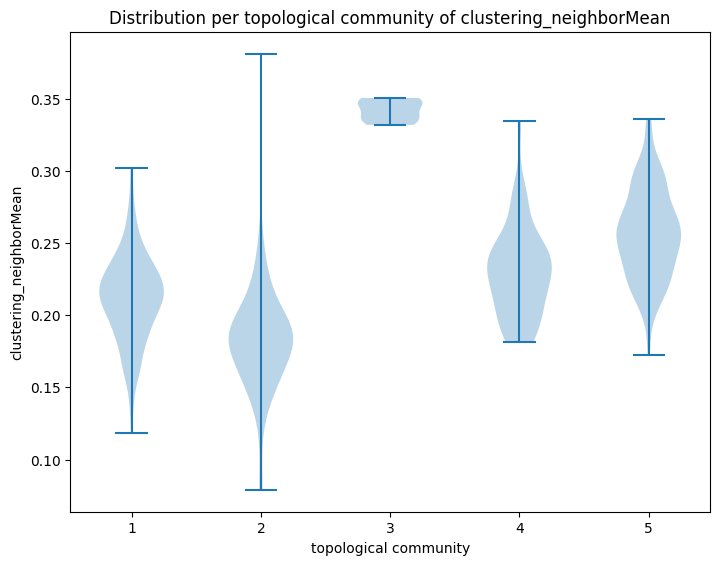 Distribution per topological community of clustering_neighborMean
clustering_neighborMean
0.35
0.30
0.25
0.20
0.15
0.10
1 2 3 4 5
topological community